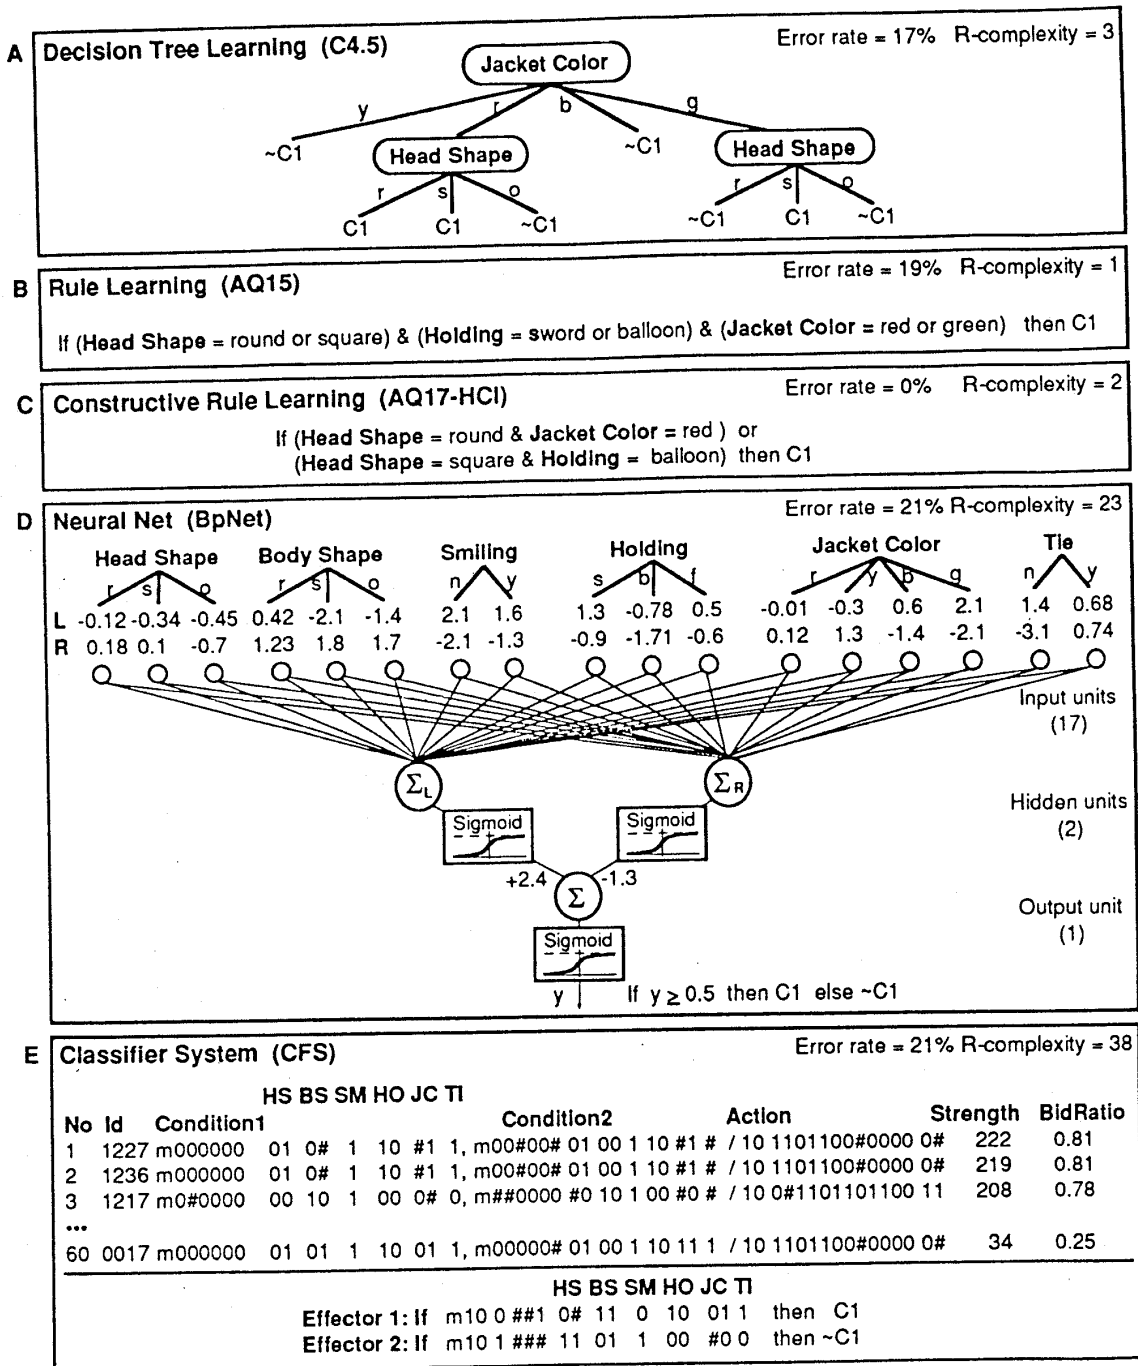 A Decision Tree Learning (C4.5) Error rate = 17% R-complexity = 3
Jacket Color
y r b g
~C1 Head Shape ~C1 Head Shape
r s o r s o
C1 C1 ~C1 ~C1 C1 ~C1
B Rule Learning (AQ15) Error rate = 19% R-complexity = 1
If (Head Shape = round or square) & (Holding = sword or balloon) & (Jacket Color = red or green) then C1
C Constructive Rule Learning (AQ17-HCI) Error rate = 0% R-complexity = 2
If (Head Shape = round & Jacket Color = red ) or
(Head Shape = square & Holding = balloon) then C1
D Neural Net (BpNet) Error rate = 21% R-complexity = 23
Head Shape Body Shape Smiling Holding Jacket Color Tie
r s o r s o n y s b f r y b g n y
L -0.12 -0.34 -0.45 0.42 -2.1 -1.4 2.1 1.6 1.3 -0.78 0.5 -0.01 -0.3 0.6 2.1 1.4 0.68
R 0.18 0.1 -0.7 1.23 1.8 1.7 -2.1 -1.3 -0.9 -1.71 -0.6 0.12 1.3 -1.4 -2.1 -3.1 0.74
Input units
(17)
ΣL ΣR
Hidden units
(2)
Sigmoid Sigmoid
+2.4 -1.3
Σ
Output unit
(1)
Sigmoid
y If y ≥ 0.5 then C1 else ~C1
E Classifier System (CFS) Error rate = 21% R-complexity = 38
HS BS SM HO JC TI
No Id Condition1 Condition2 Action Strength BidRatio
1 1227 m000000 01 0# 1 10 #1 1, m00#00# 01 00 1 10 #1 # / 10 1101100#0000 0# 222 0.81
2 1236 m000000 01 0# 1 10 #1 1, m00#00# 01 00 1 10 #1 # / 10 1101100#0000 0# 219 0.81
3 1217 m0#0000 00 10 1 00 0# 0, m##0000 #0 10 1 00 #0 # / 10 0#1101101100 11 208 0.78
...
60 0017 m000000 01 01 1 10 01 1, m00000# 01 00 1 10 11 1 / 10 1101100#0000 0# 34 0.25
HS BS SM HO JC TI
Effector 1: If m10 0 ##1 0# 11 0 10 01 1 then C1
Effector 2: If m10 1 ### 11 01 1 00 #0 0 then ~C1